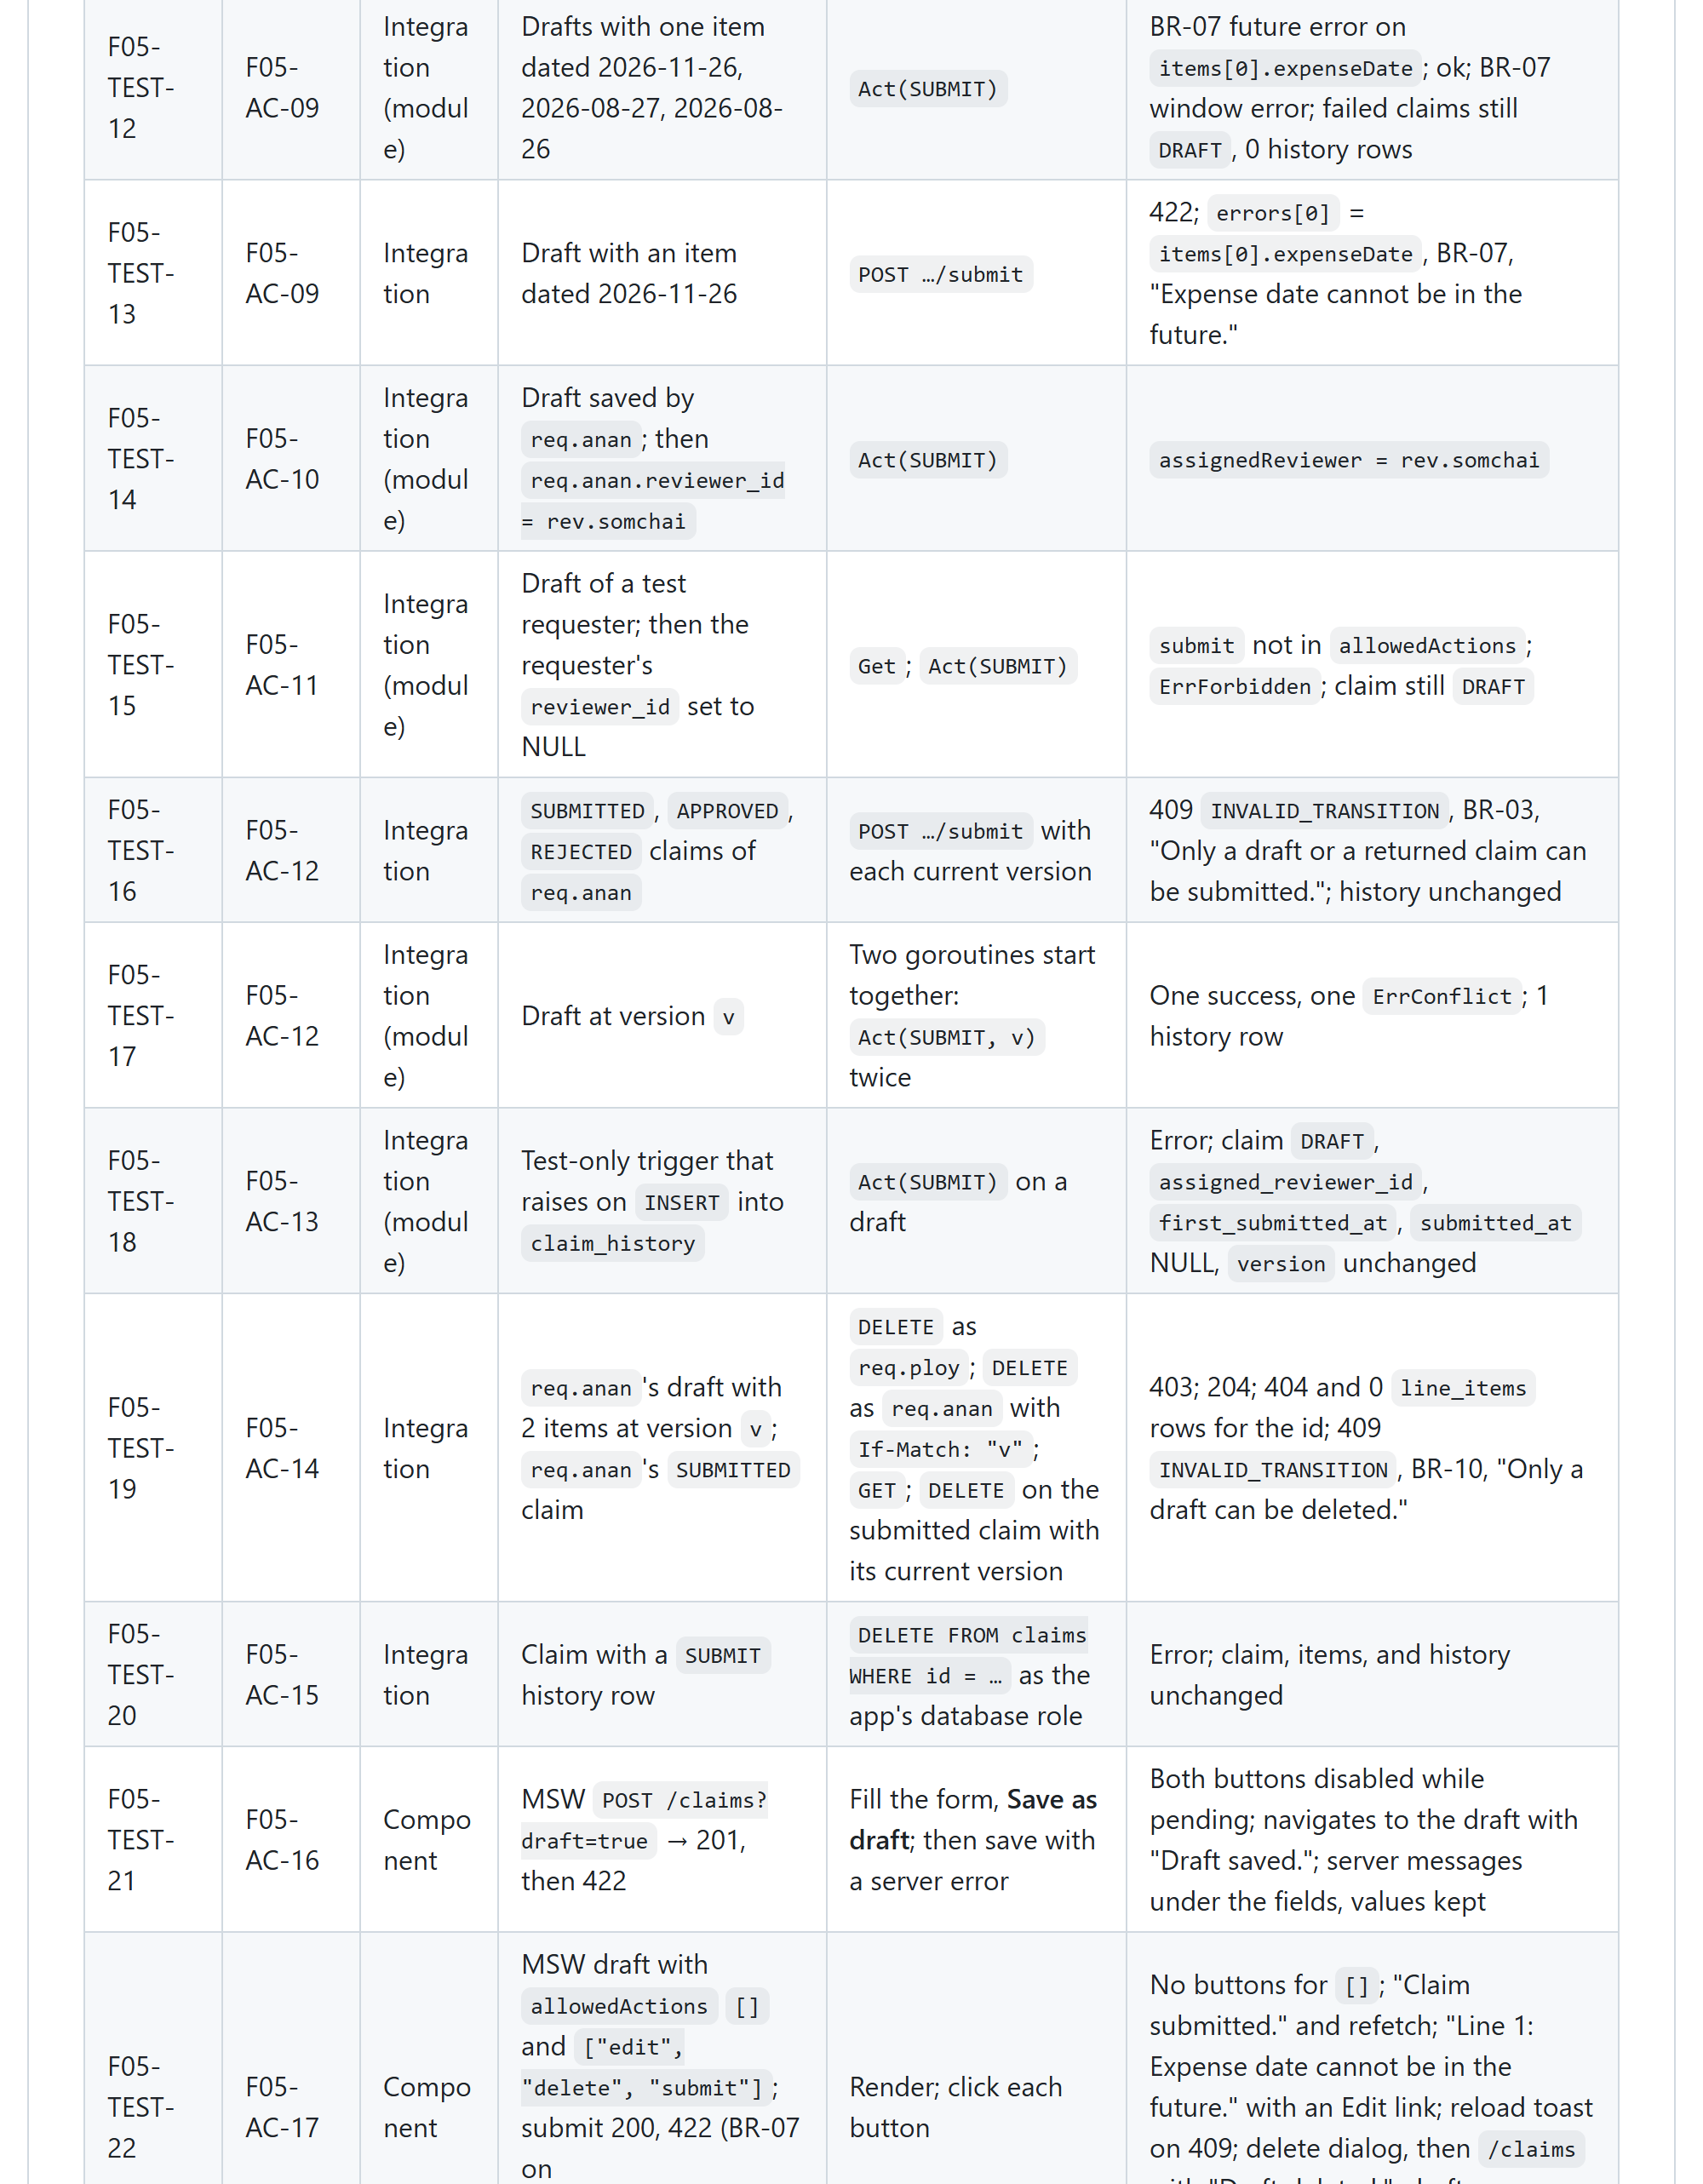 F05-
TEST-
12
F05-
AC-09
Integra
tion
(modul
e)
Drafts with one item
dated 2026-11-26,
2026-08-27, 2026-08-
26
Act(SUBMIT)
BR-07 future error on
items[0].expenseDate; ok; BR-07
window error; failed claims still
DRAFT, 0 history rows
F05-
TEST-
13
F05-
AC-09
Integra
tion
Draft with an item
dated 2026-11-26
POST …/submit
422; errors[0] =
items[0].expenseDate, BR-07,
"Expense date cannot be in the
future."
F05-
TEST-
14
F05-
AC-10
Integra
tion
(modul
e)
Draft saved by
req.anan; then
req.anan.reviewer_id
= rev.somchai
Act(SUBMIT)
assignedReviewer = rev.somchai
F05-
TEST-
15
F05-
AC-11
Integra
tion
(modul
e)
Draft of a test
requester; then the
requester's
reviewer_id set to
NULL
Get; Act(SUBMIT)
submit not in allowedActions;
ErrForbidden; claim still DRAFT
F05-
TEST-
16
F05-
AC-12
Integra
tion
SUBMITTED, APPROVED,
REJECTED claims of
req.anan
POST …/submit with
each current version
409 INVALID_TRANSITION, BR-03,
"Only a draft or a returned claim can
be submitted."; history unchanged
F05-
TEST-
17
F05-
AC-12
Integra
tion
(modul
e)
Draft at version v
Two goroutines start
together:
Act(SUBMIT, v)
twice
One success, one ErrConflict; 1
history row
F05-
TEST-
18
F05-
AC-13
Integra
tion
(modul
e)
Test-only trigger that
raises on INSERT into
claim_history
Act(SUBMIT) on a
draft
Error; claim DRAFT,
assigned_reviewer_id,
first_submitted_at, submitted_at
NULL, version unchanged
F05-
TEST-
19
F05-
AC-14
Integra
tion
req.anan's draft with
2 items at version v;
req.anan's SUBMITTED
claim
DELETE as
req.ploy; DELETE
as req.anan with
If-Match: "v";
GET; DELETE on the
submitted claim with
its current version
403; 204; 404 and 0 line_items
rows for the id; 409
INVALID_TRANSITION, BR-10, "Only a
draft can be deleted."
F05-
TEST-
20
F05-
AC-15
Integra
tion
Claim with a SUBMIT
history row
DELETE FROM claims
WHERE id = … as the
app's database role
Error; claim, items, and history
unchanged
F05-
TEST-
21
F05-
AC-16
Compo
nent
MSW POST /claims?
draft=true → 201,
then 422
Fill the form, Save as
draft; then save with
a server error
Both buttons disabled while
pending; navigates to the draft with
"Draft saved."; server messages
under the fields, values kept
F05-
TEST-
22
F05-
AC-17
Compo
nent
MSW draft with
allowedActions []
and ["edit",
"delete", "submit"];
submit 200, 422 (BR-07
on
Render; click each
button
No buttons for []; "Claim
submitted." and refetch; "Line 1:
Expense date cannot be in the
future." with an Edit link; reload toast
on 409; delete dialog, then /claims